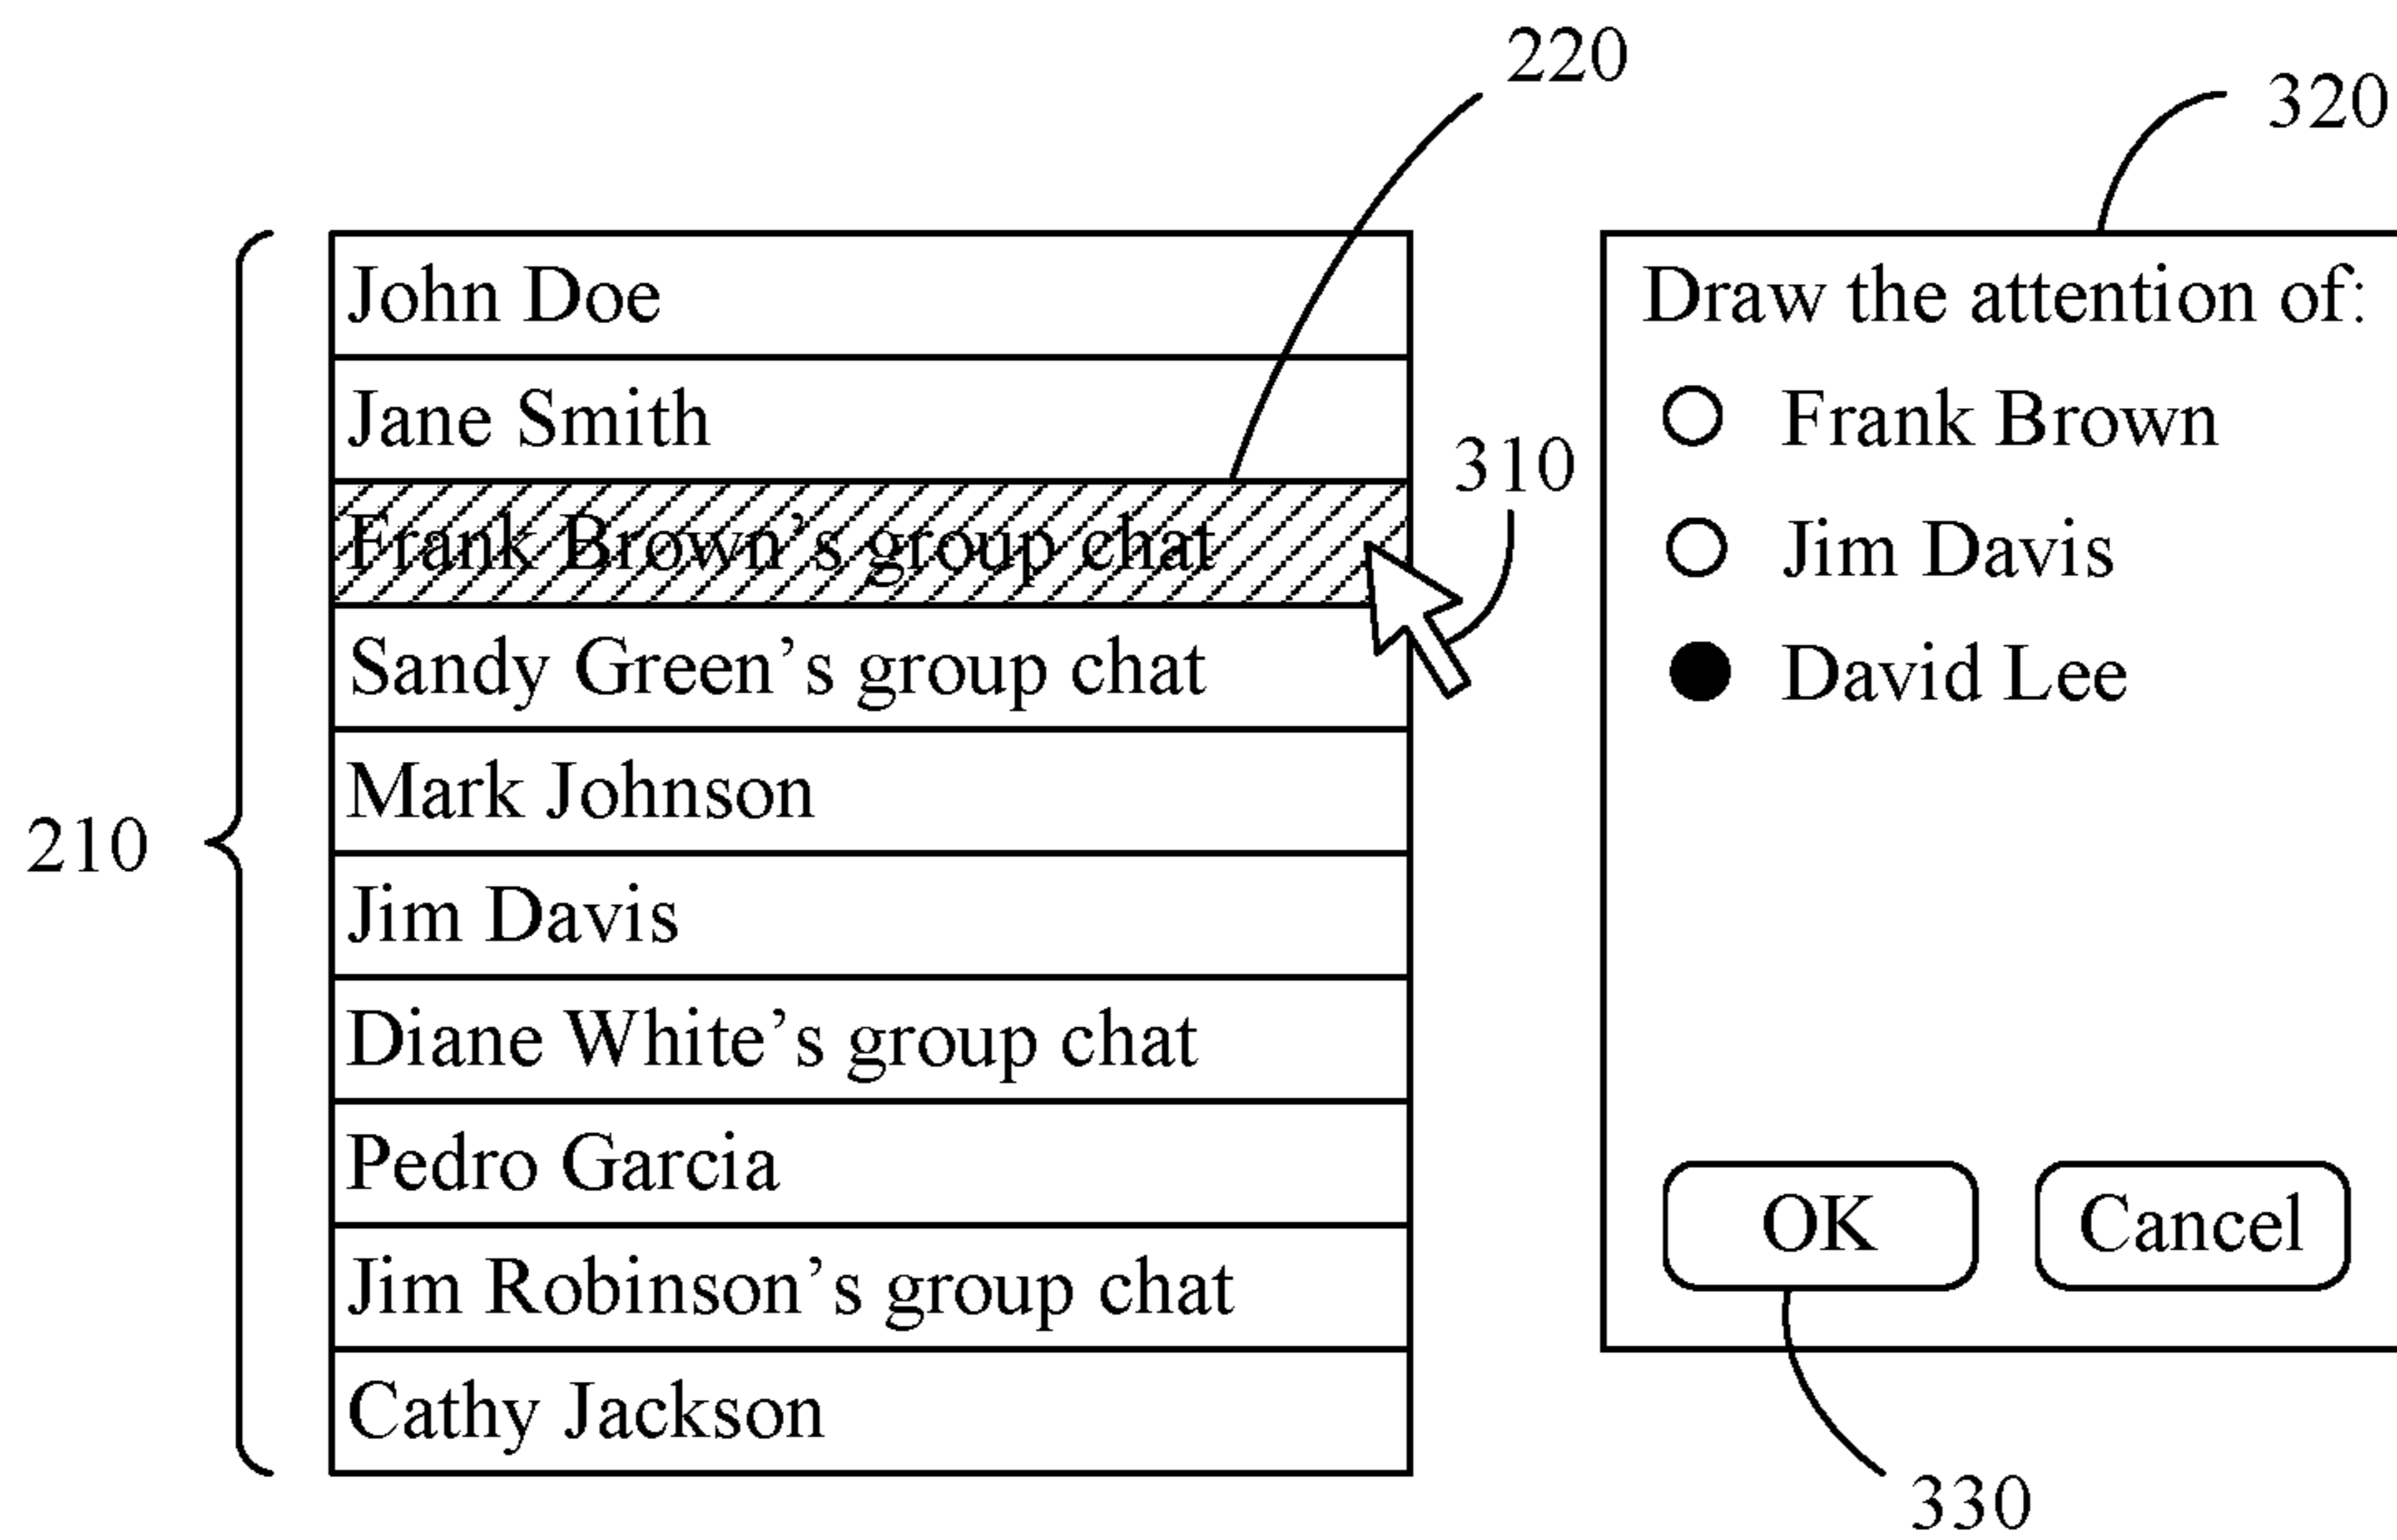 220
320
John Doe
Jane Smith
Frank Brown’s group chat
Sandy Green’s group chat
Mark Johnson
Jim Davis
Diane White’s group chat
Pedro Garcia
Jim Robinson’s group chat
Cathy Jackson
210
310
Draw the attention of:
Frank Brown
Jim Davis
David Lee
OK
Cancel
330